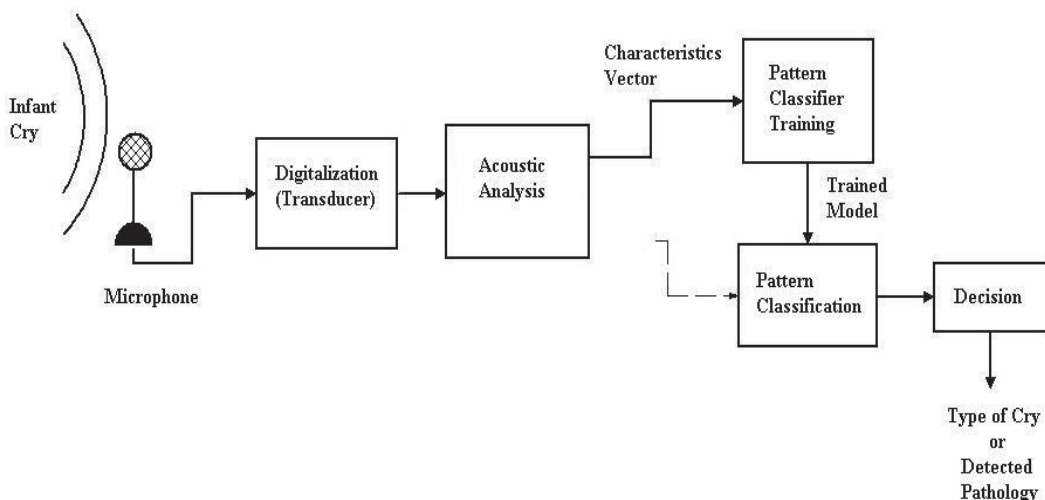 Infant
Cry
Microphone
Digitalization
(Transducer)
Acoustic
Analysis
Characteristics
Vector
Pattern
Classifier
Training
Trained
Model
Pattern
Classification
Decision
Type of Cry
or
Detected
Pathology